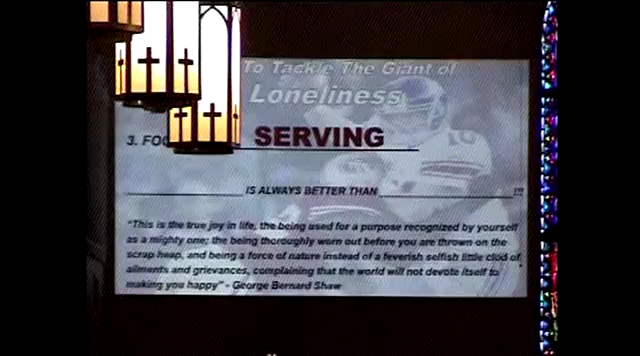 To Tackle The Giant of
Loneliness
3. FOC SERVING
IS ALWAYS BETTER THAN !!!
"This is the true joy in life, the being used for a purpose recognized by yourself
as a mighty one; the being thoroughly worn out before you are thrown on the
scrap heap, and being a force of nature instead of a feverish selfish little clod of
ailments and grievances, complaining that the world will not devote itself to
making you happy" - George Bernard Shaw